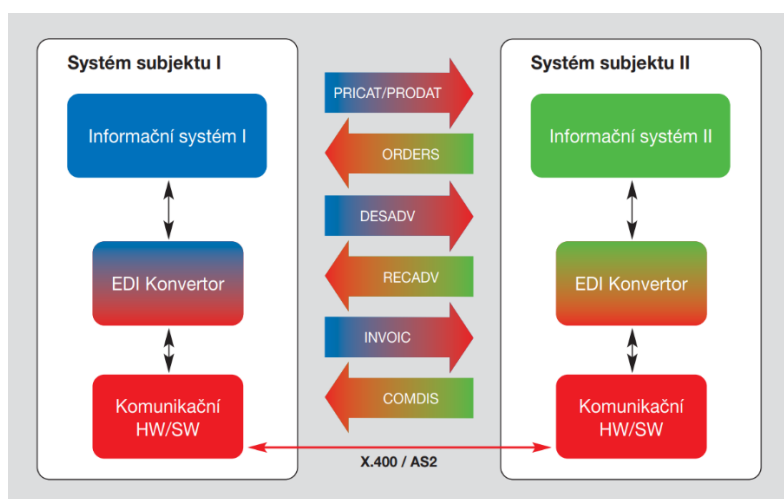 Systém subjektu I
Informační systém I
EDI Konvertor
Komunikační
HW/SW
PRICAT/PRODAT
ORDERS
DESADV
RECADV
INVOIC
COMDIS
X.400 / AS2
Systém subjektu II
Informační systém II
EDI Konvertor
Komunikační
HW/SW